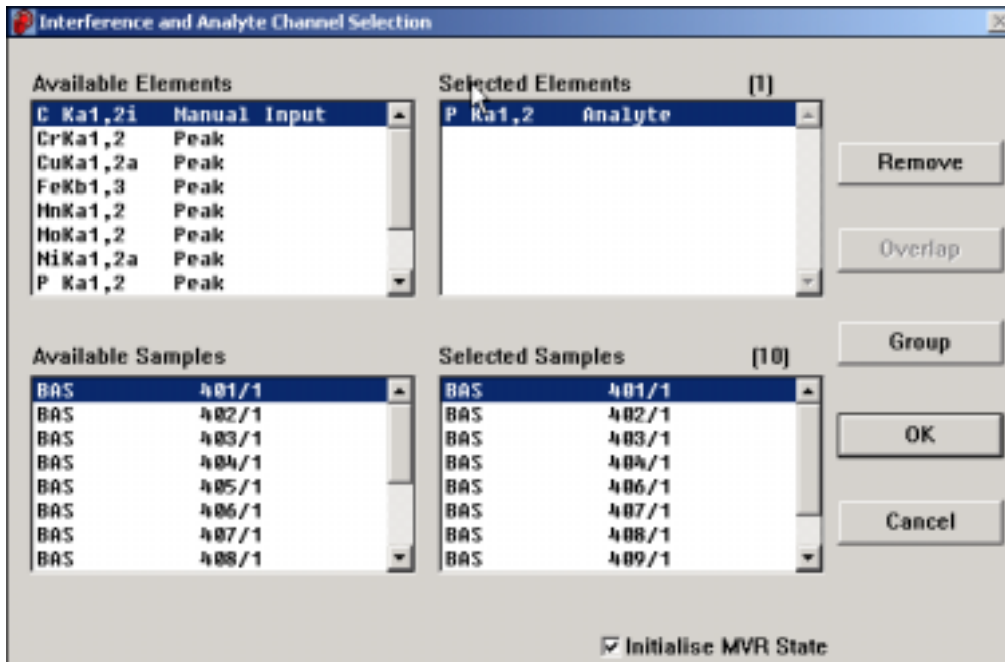 Interference and Analyte Channel Selection
Available Elements
C Ka1,2i Manual Input
CrKa1,2 Peak
CuKa1,2a Peak
FeKb1,3 Peak
MnKa1,2 Peak
MoKa1,2 Peak
NiKa1,2a Peak
P Ka1,2 Peak
Selected Elements [1]
P Ka1,2 Analyte
Remove
Overlap
Group
OK
Cancel
Available Samples
BAS 401/1
BAS 402/1
BAS 403/1
BAS 404/1
BAS 405/1
BAS 406/1
BAS 407/1
BAS 408/1
Selected Samples [10]
BAS 401/1
BAS 402/1
BAS 403/1
BAS 404/1
BAS 406/1
BAS 407/1
BAS 408/1
BAS 409/1
Initialise MVR State